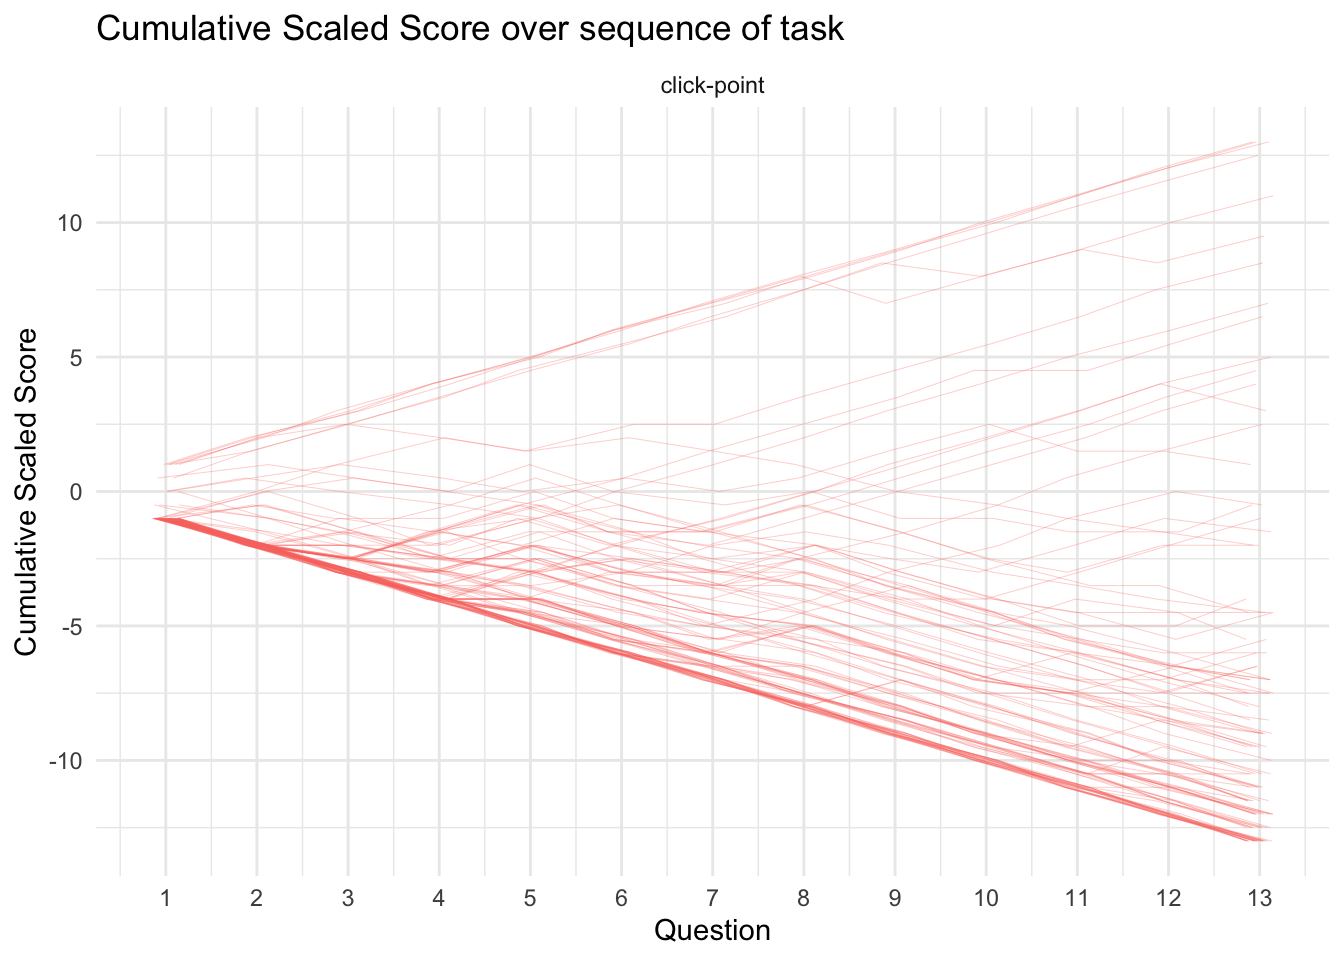 Cumulative Scaled Score over sequence of task
click-point
Cumulative Scaled Score
10
5
0
-5
-10
1 2 3 4 5 6 7 8 9 10 11 12 13
Question